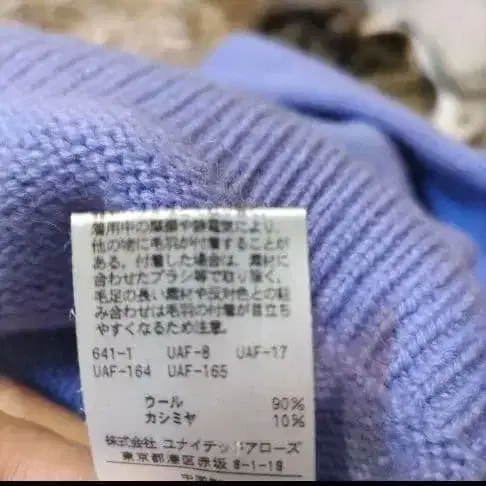 着用中の摩擦や静電気により、
他の物に毛羽が付着することが
ある。付着した場合は、素材に
合わせたブラシ等で取り除く。
毛足の長い素材や反対色との組
み合わせは毛羽の付着が目立ち
やすくなるため注意。
641-1 UAF-8 UAF-17
UAF-164 UAF-165
ウール 90%
カシミヤ 10%
株式会社 ユナイテッドアローズ
東京都港区赤坂 8-1-19